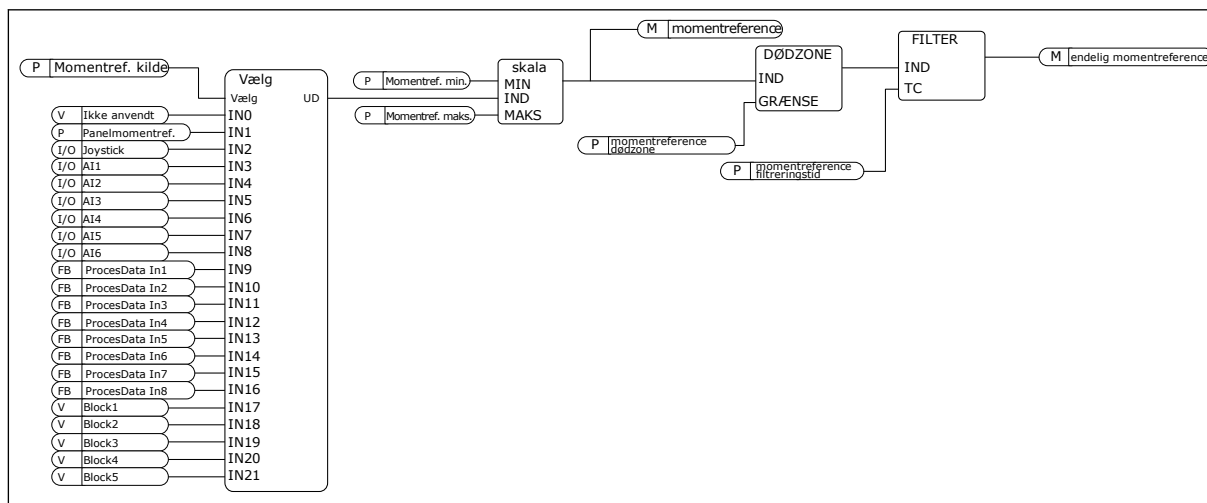 P Momentref. kilde
Vælg
Vælg UD
V Ikke anvendt IN0
P Panelmomentref. IN1
I/O Joystick IN2
I/O AI1 IN3
I/O AI2 IN4
I/O AI3 IN5
I/O AI4 IN6
I/O AI5 IN7
I/O AI6 IN8
FB ProcesData In1 IN9
FB ProcesData In2 IN10
FB ProcesData In3 IN11
FB ProcesData In4 IN12
FB ProcesData In5 IN13
FB ProcesData In6 IN14
FB ProcesData In7 IN15
FB ProcesData In8 IN16
V Block1 IN17
V Block2 IN18
V Block3 IN19
V Block4 IN20
V Block5 IN21
P Momentref. min.
P Momentref. maks.
skala
MIN
IND
MAKS
M momentreference
DØDZONE
IND
GRÆNSE
P momentreference
dødzone
FILTER
IND
TC
P momentreference
filtreringstid
M endelig momentreference